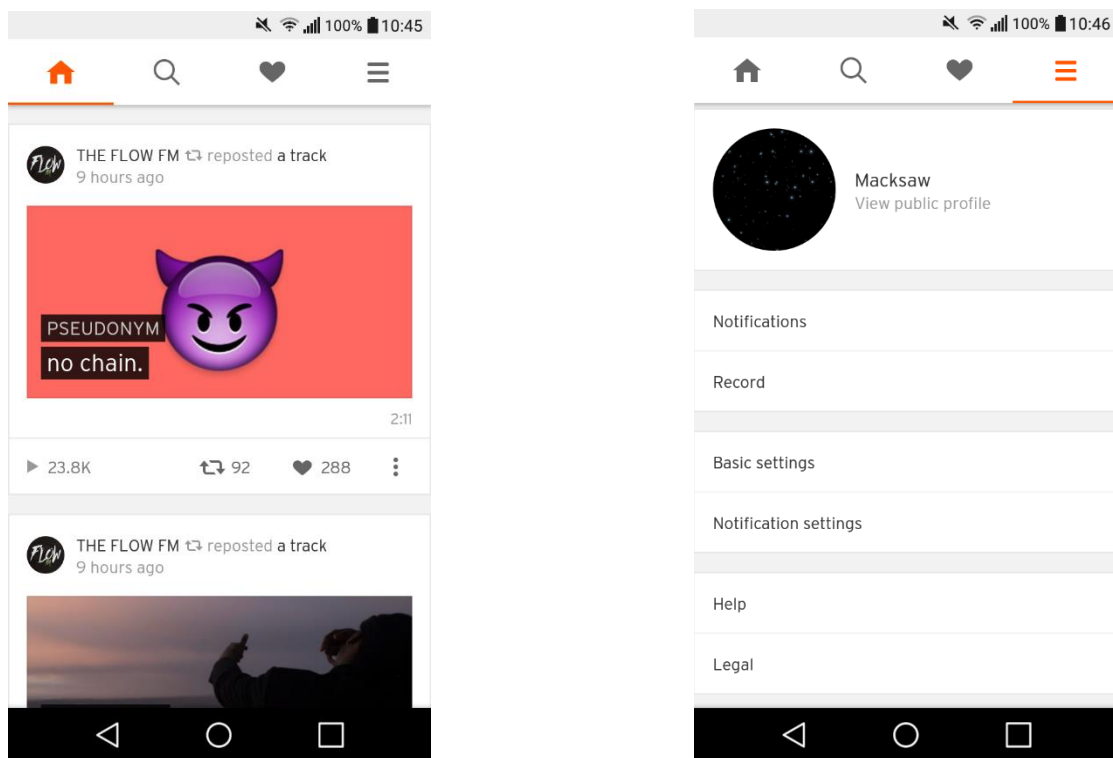 100% 10:45
THE FLOW FM reposted a track
9 hours ago
FLOW
PSEUDONYM
no chain.
2:11
23.8K 92 288
THE FLOW FM reposted a track
9 hours ago
FLOW
100% 10:46
Macksaw
View public profile
Notifications
Record
Basic settings
Notification settings
Help
Legal